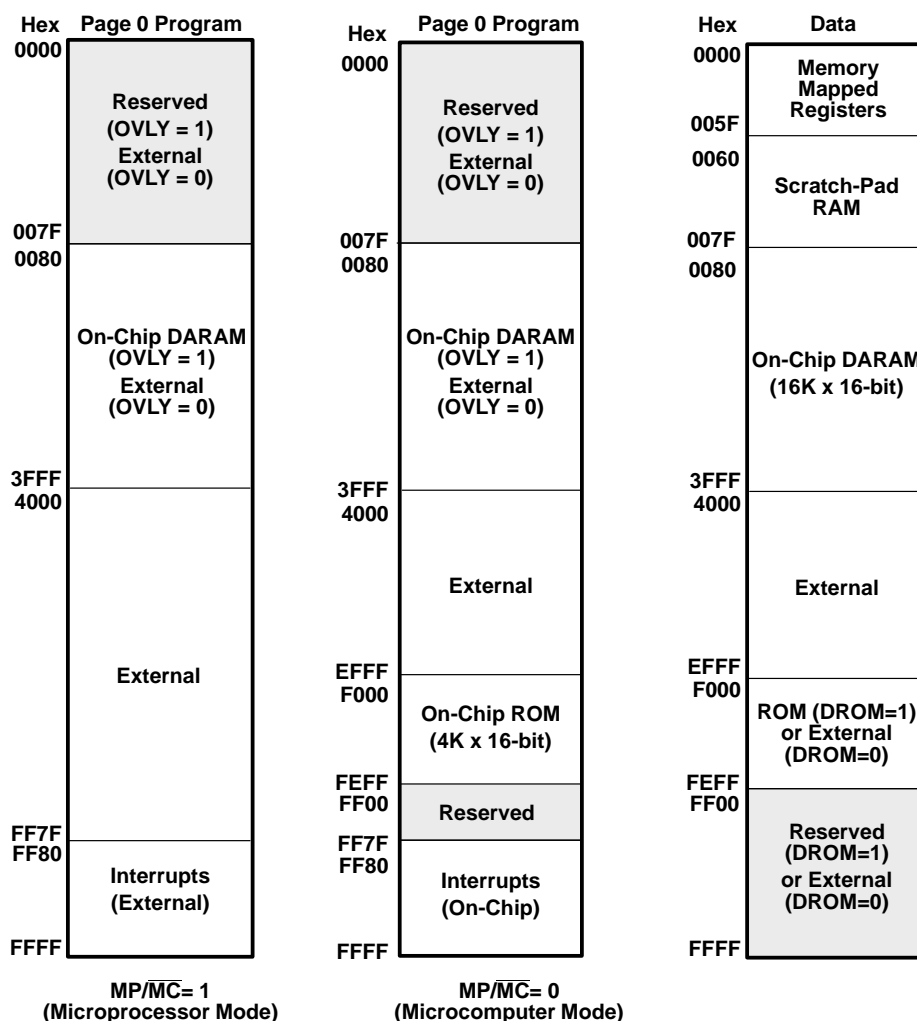 Hex Page 0 Program
0000
Reserved
(OVLY = 1)
External
(OVLY = 0)
007F
0080
On-Chip DARAM
(OVLY = 1)
External
(OVLY = 0)
3FFF
4000
External
FF7F
FF80
Interrupts
(External)
FFFF
MP/M̅C̅= 1
(Microprocessor Mode)
Hex Page 0 Program
0000
Reserved
(OVLY = 1)
External
(OVLY = 0)
007F
0080
On-Chip DARAM
(OVLY = 1)
External
(OVLY = 0)
3FFF
4000
External
EFFF
F000
On-Chip ROM
(4K x 16-bit)
FEFF
FF00
Reserved
FF7F
FF80
Interrupts
(On-Chip)
FFFF
MP/M̅C̅= 0
(Microcomputer Mode)
Hex Data
0000
Memory
Mapped
Registers
005F
0060
Scratch-Pad
RAM
007F
0080
On-Chip DARAM
(16K x 16-bit)
3FFF
4000
External
EFFF
F000
ROM (DROM=1)
or External
(DROM=0)
FEFF
FF00
Reserved
(DROM=1)
or External
(DROM=0)
FFFF